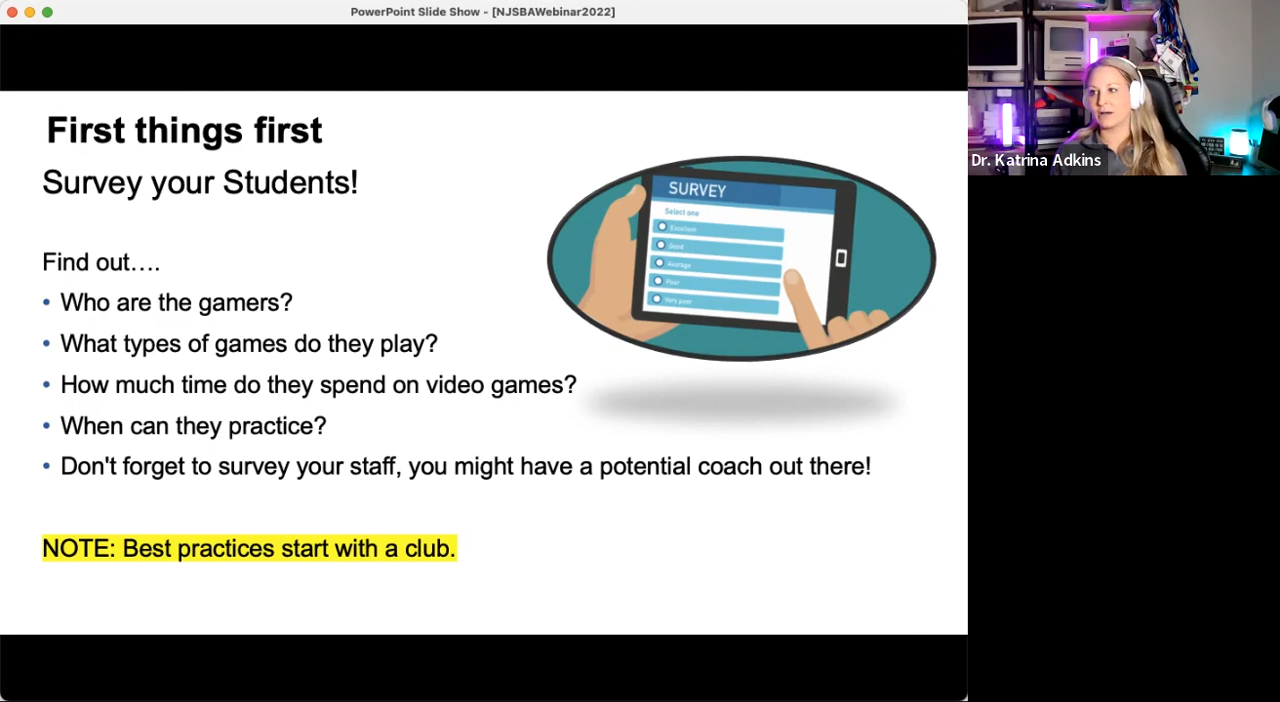 PowerPoint Slide Show - [NJSBAWebinar2022]
First things first
Survey your Students!
Find out….
• Who are the gamers?
• What types of games do they play?
• How much time do they spend on video games?
• When can they practice?
• Don't forget to survey your staff, you might have a potential coach out there!
NOTE: Best practices start with a club.
SURVEY
Select one
Excellent
Good
Average
Poor
Very poor
Dr. Katrina Adkins